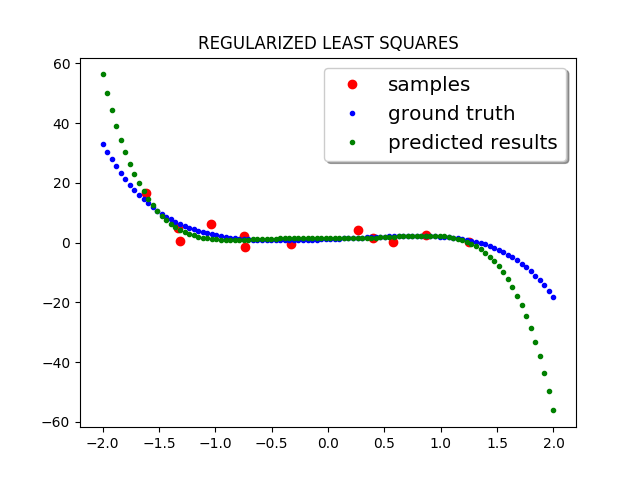 REGULARIZED LEAST SQUARES
samples
ground truth
predicted results
60
40
20
0
−20
−40
−60
−2.0 −1.5 −1.0 −0.5 0.0 0.5 1.0 1.5 2.0